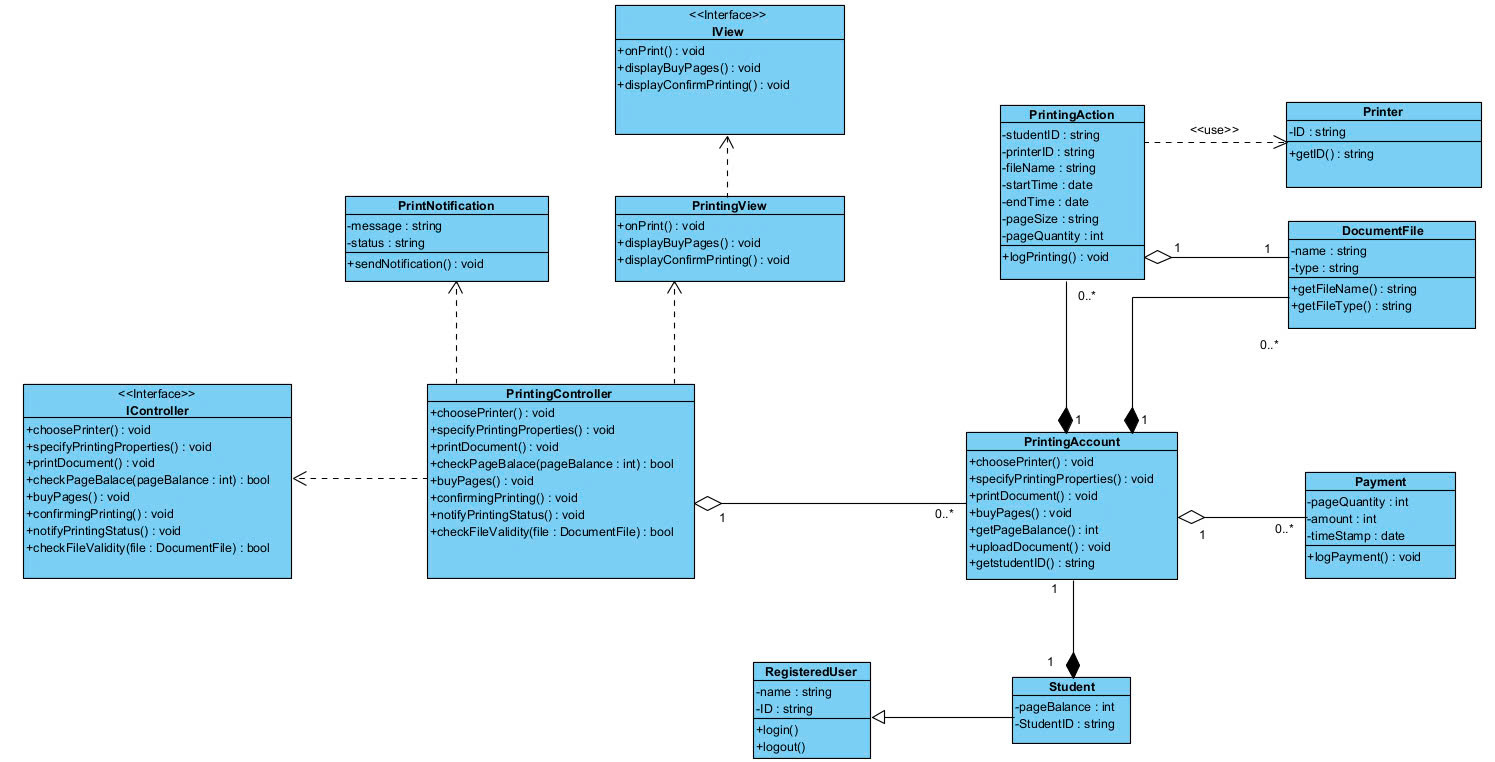 <<Interface>>
IView
+onPrint() : void
+displayBuyPages() : void
+displayConfirmPrinting() : void
PrintNotification
-message : string
-status : string
+sendNotification() : void
PrintingView
+onPrint() : void
+displayBuyPages() : void
+displayConfirmPrinting() : void
PrintingAction
-studentID : string
-printerID : string
-fileName : string
-startTime : date
-endTime : date
-pageSize : string
-pageQuantity : int
+logPrinting() : void
<<use>>
Printer
-ID : string
+getID() : string
1
1
DocumentFile
-name : string
-type : string
+getFileName() : string
+getFileType() : string
0..*
0..*
<<Interface>>
IController
+choosePrinter() : void
+specifyPrintingProperties() : void
+printDocument() : void
+checkPageBalace(pageBalance : int) : bool
+buyPages() : void
+confirmingPrinting() : void
+notifyPrintingStatus() : void
+checkFileValidity(file : DocumentFile) : bool
PrintingController
+choosePrinter() : void
+specifyPrintingProperties() : void
+printDocument() : void
+checkPageBalace(pageBalance : int) : bool
+buyPages() : void
+confirmingPrinting() : void
+notifyPrintingStatus() : void
+checkFileValidity(file : DocumentFile) : bool
1
0..*
1
1
PrintingAccount
+choosePrinter() : void
+specifyPrintingProperties() : void
+printDocument() : void
+buyPages() : void
+getPageBalance() : int
+uploadDocument() : void
+getstudentID() : string
1
0..*
Payment
-pageQuantity : int
-amount : int
-timeStamp : date
+logPayment() : void
1
1
RegisteredUser
-name : string
-ID : string
+login()
+logout()
Student
-pageBalance : int
-StudentID : string